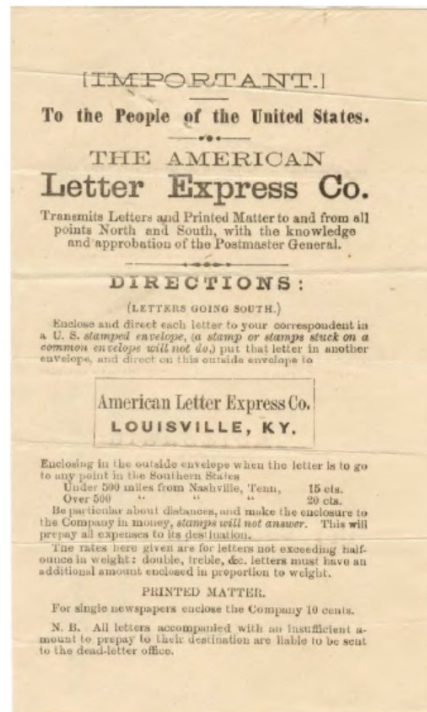 [IMPORTANT.]
To the People of the United States.
THE AMERICAN
Letter Express Co.
Transmits Letters and Printed Matter to and from all
points North and South, with the knowledge
and approbation of the Postmaster General.
DIRECTIONS:
(LETTERS GOING SOUTH.)
Enclose and direct each letter to your correspondent in
a U. S. stamped envelope, (a stamp or stamps stuck on a
common envelope will not do,) put that letter in another
envelope, and direct on this outside envelope to
American Letter Express Co.
LOUISVILLE, KY.
Enclosing in the outside envelope when the letter is to go
to any point in the Southern States
Under 500 miles from Nashville, Tenn, 15 cts.
Over 500 " " " 20 cts.
Be particular about distances, and make the enclosure to
the Company in money, stamps will not answer. This will
prepay all expenses to its destination.
The rates here given are for letters not exceeding half-
ounce in weight: double, treble, &c. letters must have an
additional amount enclosed in proportion to weight.
PRINTED MATTER.
For single newspapers enclose the Company 10 cents.
N. B. All letters accompanied with an insufficient a-
mount to prepay to their destination are liable to be sent
to the dead-letter office.